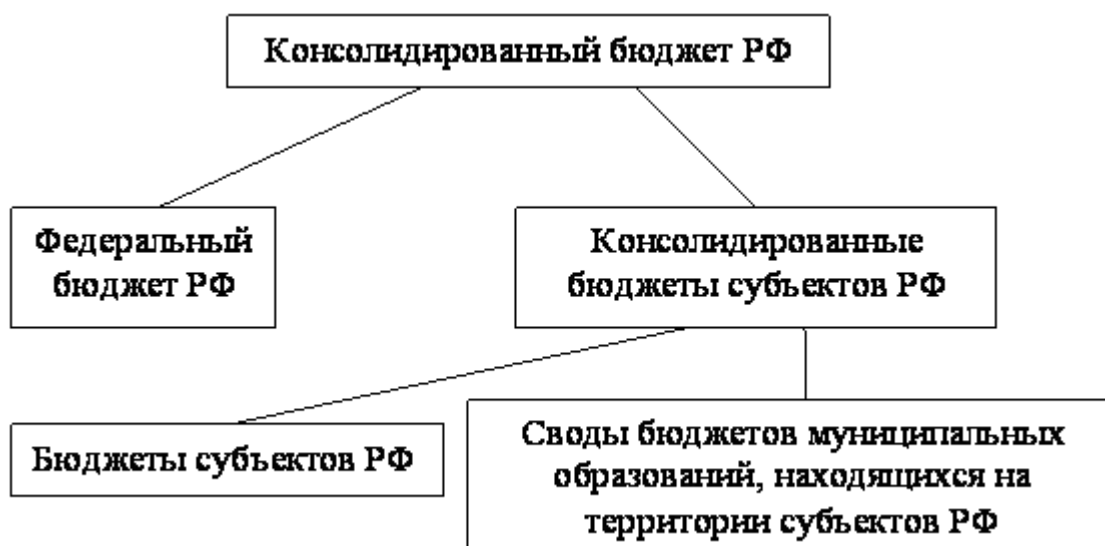 Консолидированный бюджет РФ
Федеральный
бюджет РФ
Консолидированные
бюджеты субъектов РФ
Бюджеты субъектов РФ
Своды бюджетов муниципальных
образований, находящихся на
территории субъектов РФ